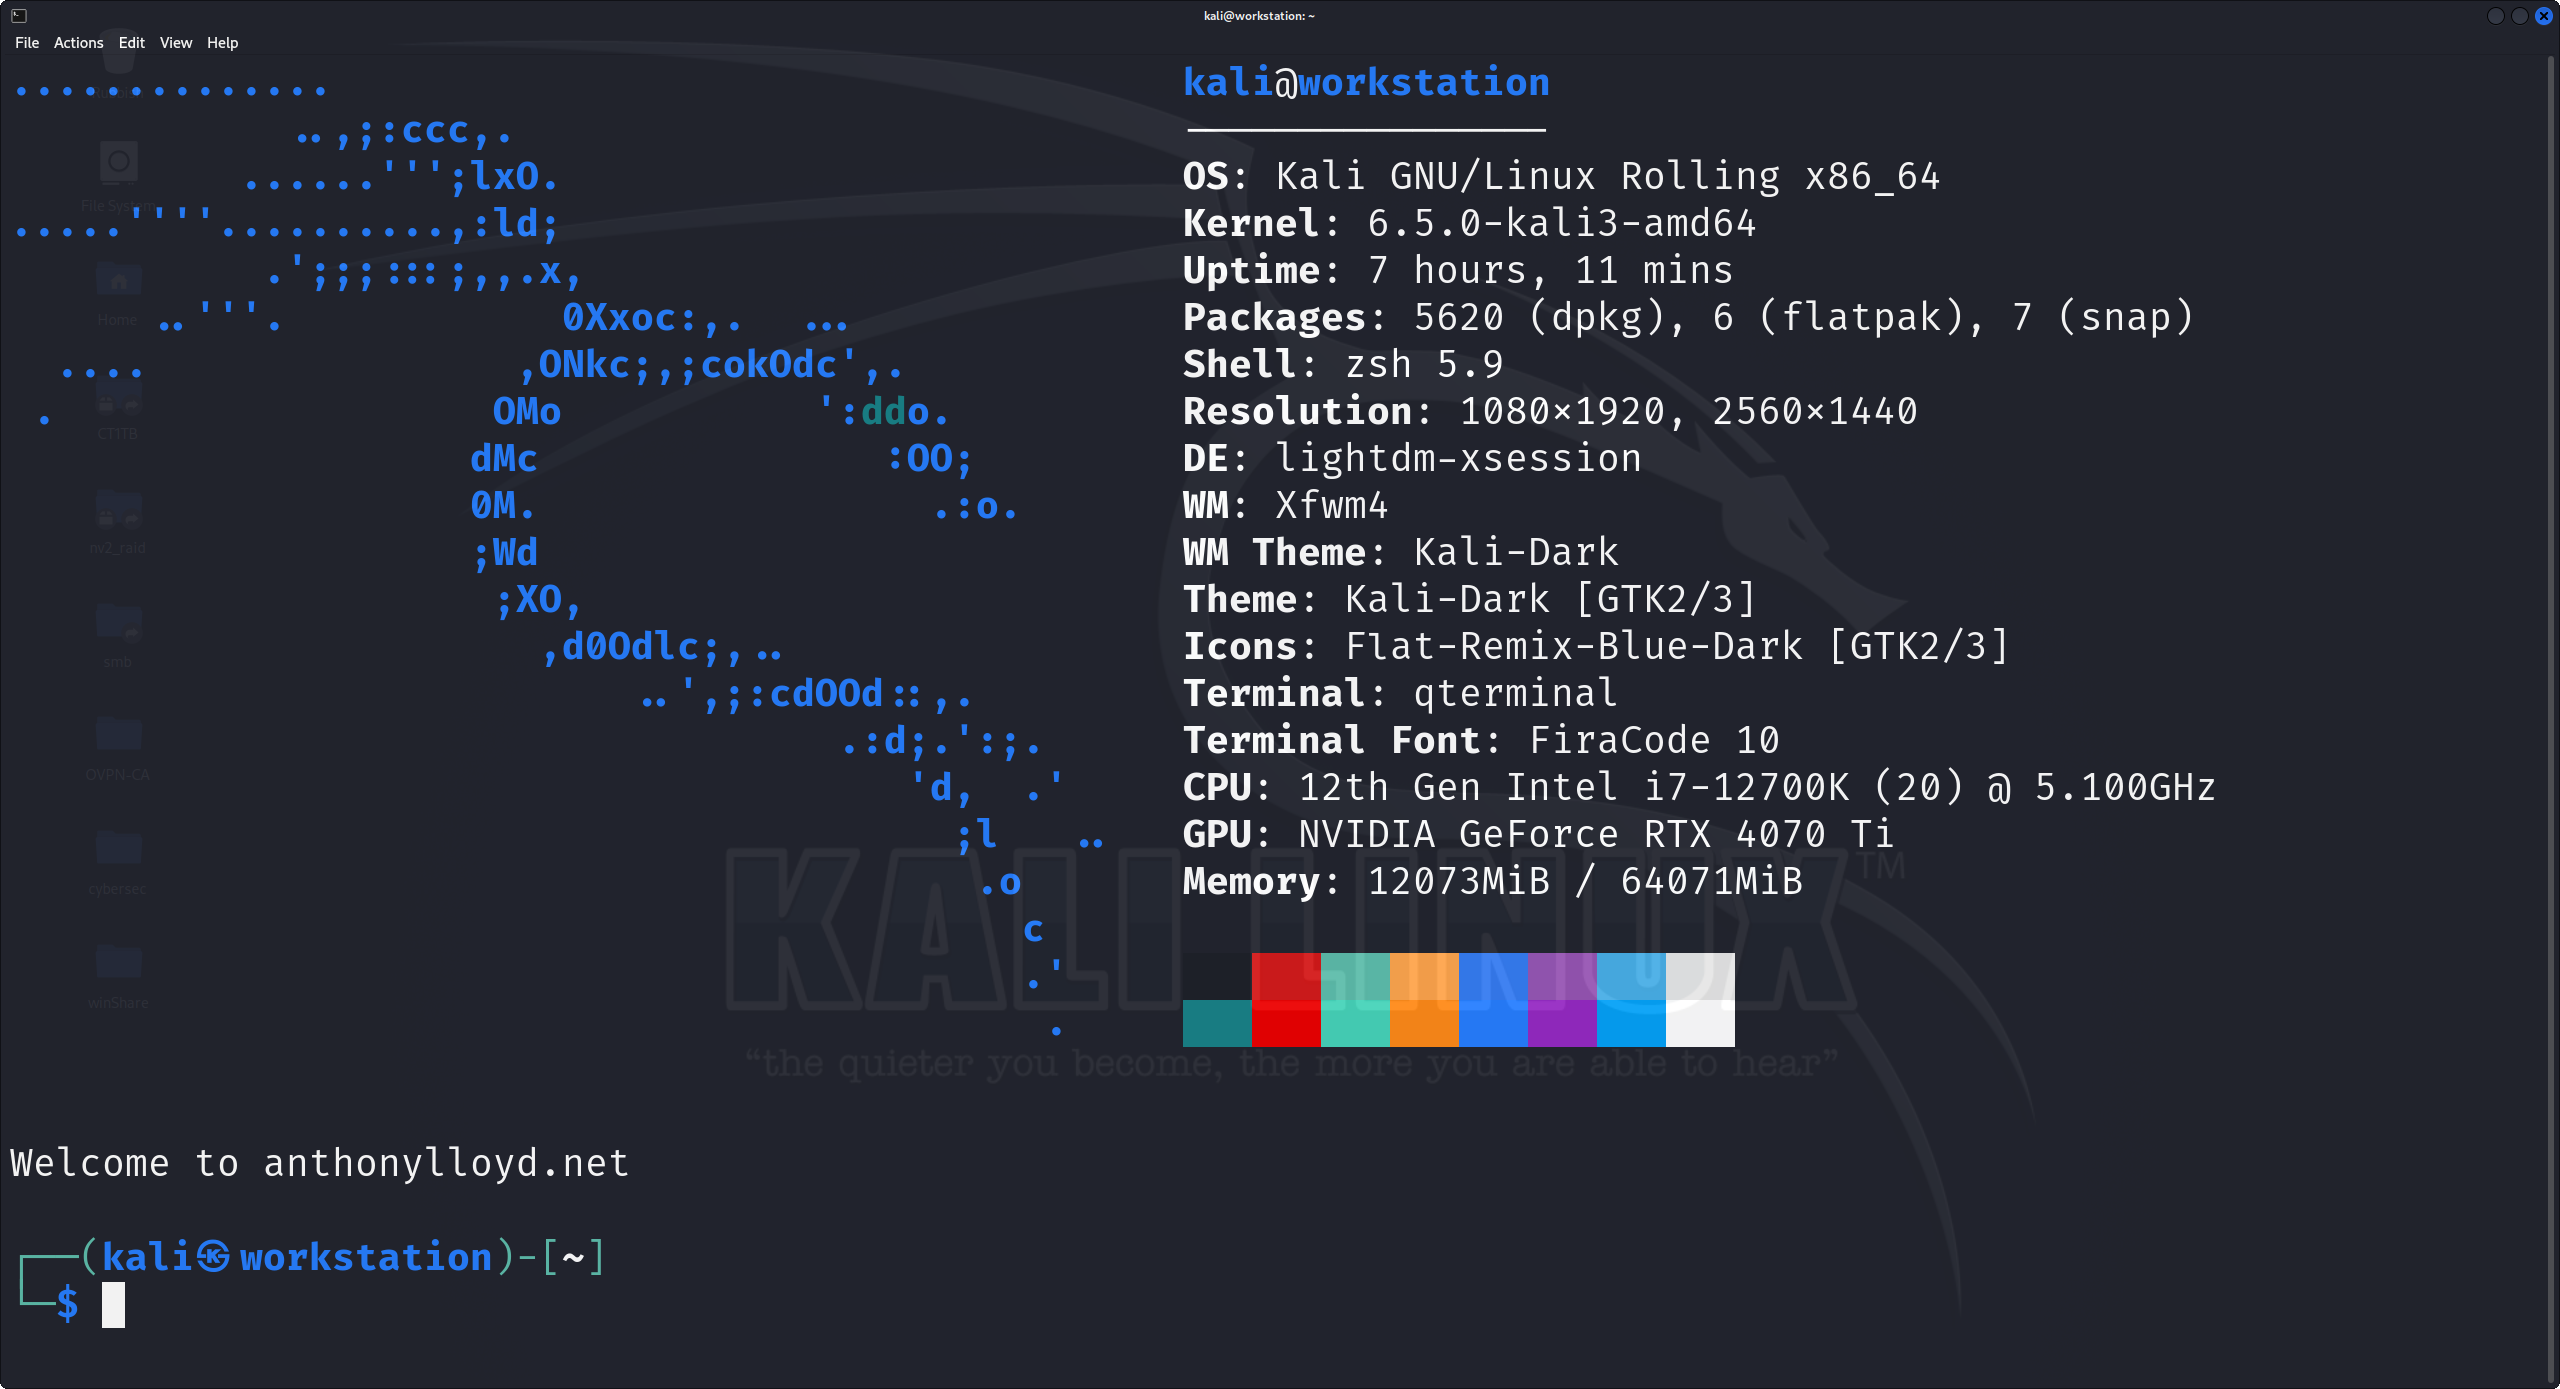 kali@workstation: ~
File Actions Edit View Help
..............
..,;:ccc,.
......''';lxO.
.....''''..........,:ld;
.';;;:::;,,.x,
..'''. 0Xxoc:,. ...
.... ,ONkc;,;cokOdc',.
. OMo ':ddo.
dMc :OO;
0M. .:o.
;Wd
;XO,
,d0Odlc;,..
..',;:cdOOd::,.
.:d;.':;.
'd, .'
;l ..
.o
c
.'
.
kali@workstation
OS: Kali GNU/Linux Rolling x86_64
Kernel: 6.5.0-kali3-amd64
Uptime: 7 hours, 11 mins
Packages: 5620 (dpkg), 6 (flatpak), 7 (snap)
Shell: zsh 5.9
Resolution: 1080×1920, 2560×1440
DE: lightdm-xsession
WM: Xfwm4
WM Theme: Kali-Dark
Theme: Kali-Dark [GTK2/3]
Icons: Flat-Remix-Blue-Dark [GTK2/3]
Terminal: qterminal
Terminal Font: FiraCode 10
CPU: 12th Gen Intel i7-12700K (20) @ 5.100GHz
GPU: NVIDIA GeForce RTX 4070 Ti
Memory: 12073MiB / 64071MiB
File System
Home
CT1TB
nv2_raid
smb
OVPN-CA
cybersec
winShare
KALI LINUX™
“the quieter you become, the more you are able to hear”
Welcome to anthonylloyd.net
┌──(kali㉿workstation)-[~]
└─$